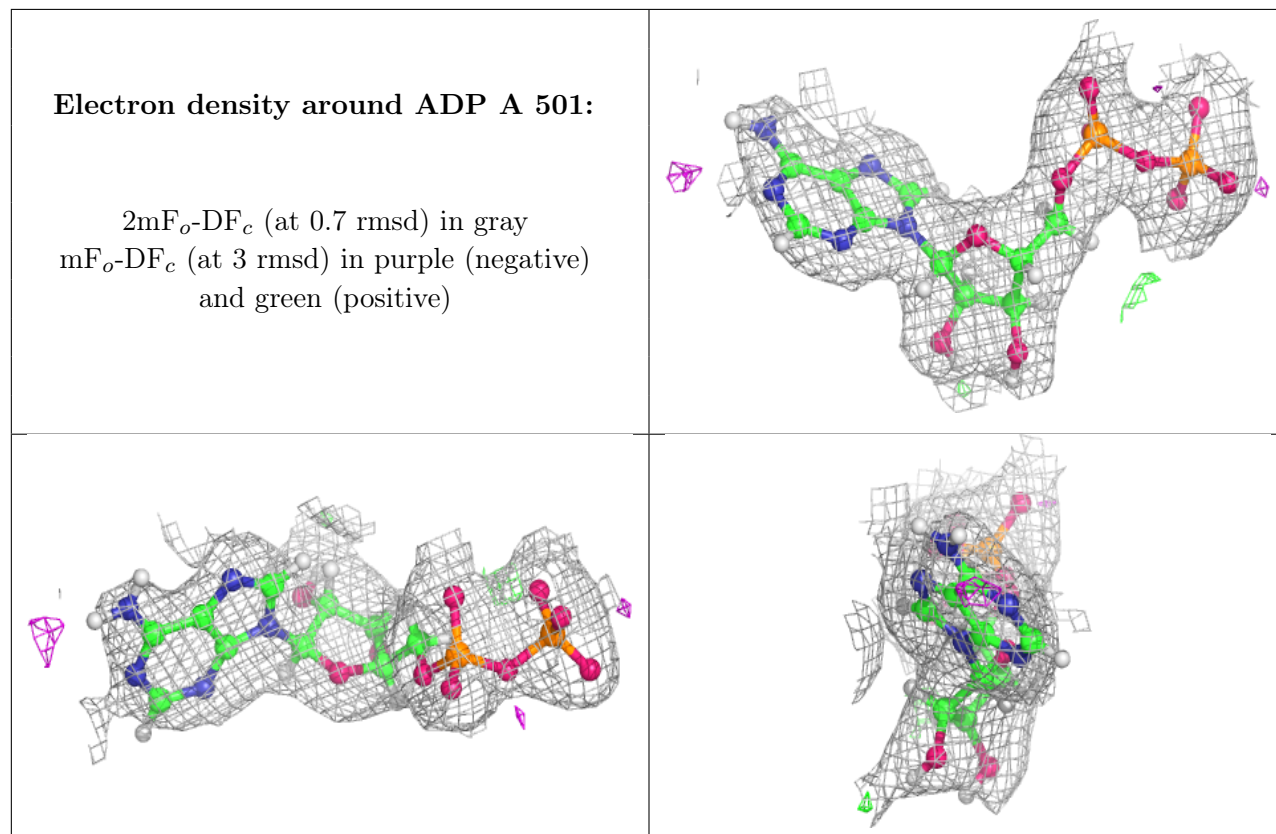 Electron density around ADP A 501:
2mFo-DFc (at 0.7 rmsd) in gray
mFo-DFc (at 3 rmsd) in purple (negative)
and green (positive)